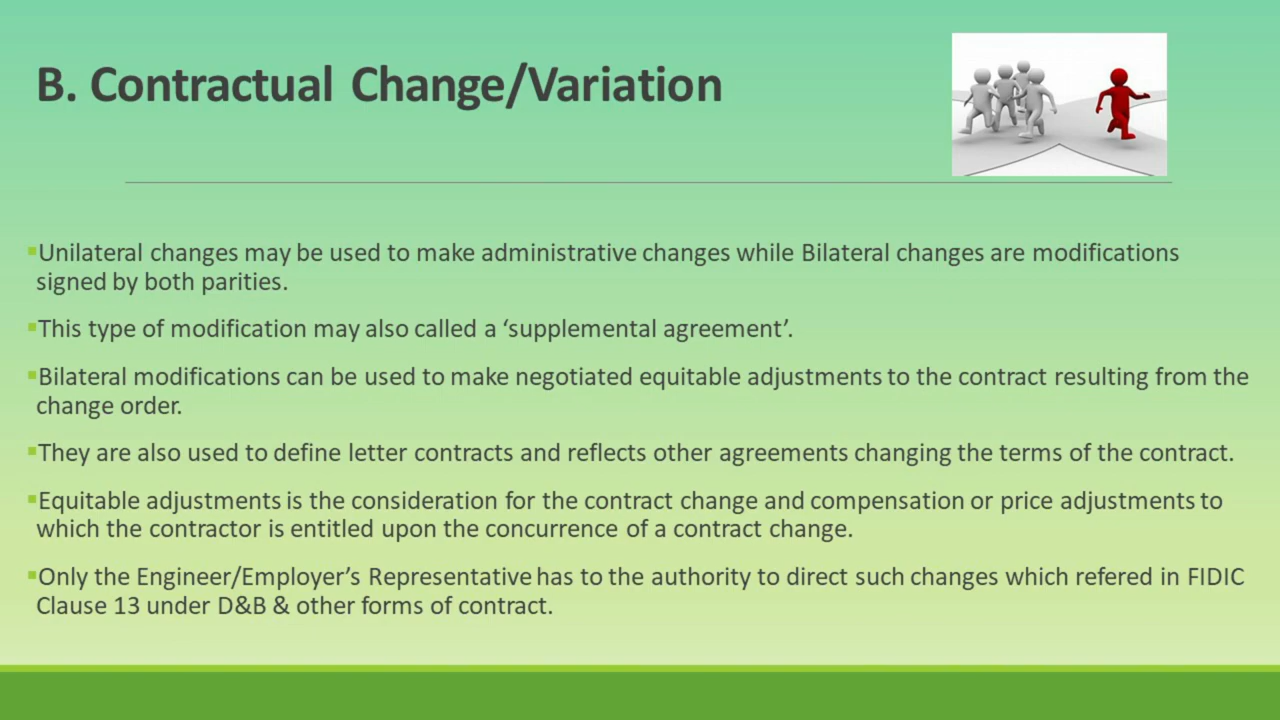 B. Contractual Change/Variation
▪Unilateral changes may be used to make administrative changes while Bilateral changes are modifications
signed by both parities.
▪This type of modification may also called a ‘supplemental agreement’.
▪Bilateral modifications can be used to make negotiated equitable adjustments to the contract resulting from the
change order.
▪They are also used to define letter contracts and reflects other agreements changing the terms of the contract.
▪Equitable adjustments is the consideration for the contract change and compensation or price adjustments to
which the contractor is entitled upon the concurrence of a contract change.
▪Only the Engineer/Employer’s Representative has to the authority to direct such changes which refered in FIDIC
Clause 13 under D&B & other forms of contract.